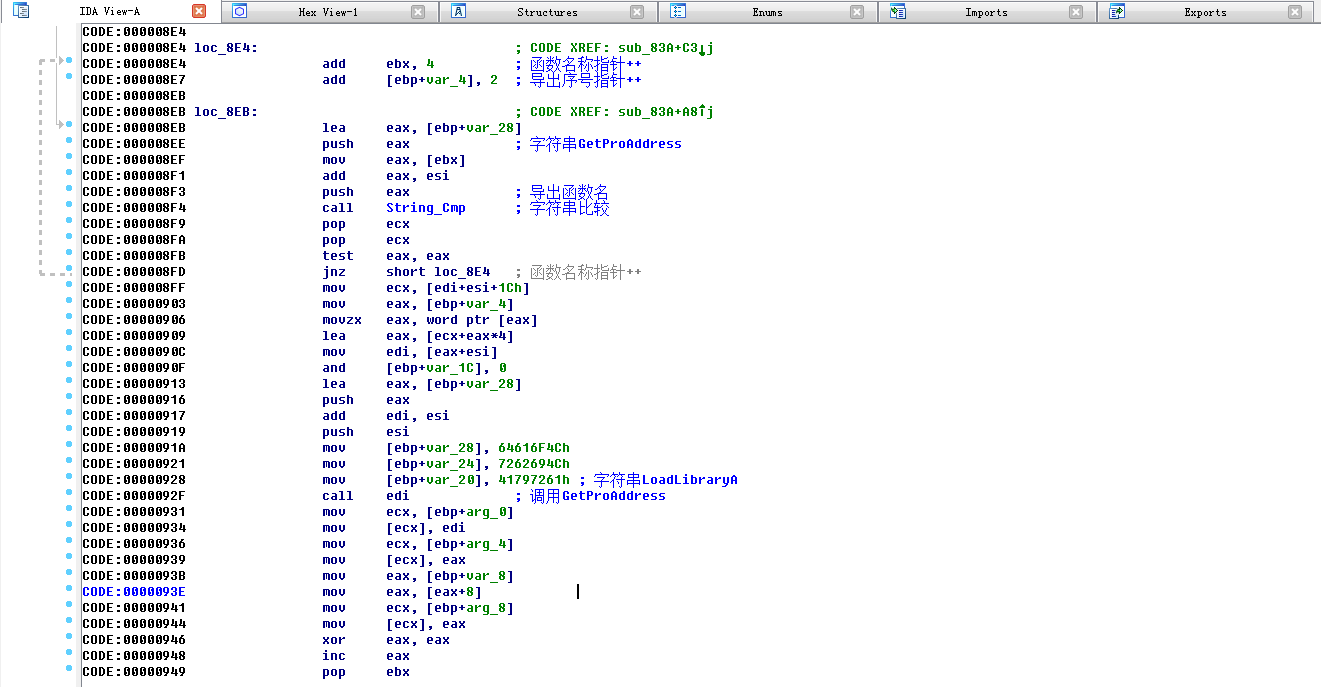 IDA View-A Hex View-1 Structures Enums Imports Exports
CODE:000008E4
CODE:000008E4 loc_8E4: ; CODE XREF: sub_83A+C3↓j
CODE:000008E4 add ebx, 4 ; 函数名称指针++
CODE:000008E7 add [ebp+var_4], 2 ; 导出序号指针++
CODE:000008EB
CODE:000008EB loc_8EB: ; CODE XREF: sub_83A+A8↑j
CODE:000008EB lea eax, [ebp+var_28]
CODE:000008EE push eax ; 字符串GetProAddress
CODE:000008EF mov eax, [ebx]
CODE:000008F1 add eax, esi
CODE:000008F3 push eax ; 导出函数名
CODE:000008F4 call String_Cmp ; 字符串比较
CODE:000008F9 pop ecx
CODE:000008FA pop ecx
CODE:000008FB test eax, eax
CODE:000008FD jnz short loc_8E4 ; 函数名称指针++
CODE:000008FF mov ecx, [edi+esi+1Ch]
CODE:00000903 mov eax, [ebp+var_4]
CODE:00000906 movzx eax, word ptr [eax]
CODE:00000909 lea eax, [ecx+eax*4]
CODE:0000090C mov edi, [eax+esi]
CODE:0000090F and [ebp+var_1C], 0
CODE:00000913 lea eax, [ebp+var_28]
CODE:00000916 push eax
CODE:00000917 add edi, esi
CODE:00000919 push esi
CODE:0000091A mov [ebp+var_28], 64616F4Ch
CODE:00000921 mov [ebp+var_24], 7262694Ch
CODE:00000928 mov [ebp+var_20], 41797261h ; 字符串LoadLibraryA
CODE:0000092F call edi ; 调用GetProAddress
CODE:00000931 mov ecx, [ebp+arg_0]
CODE:00000934 mov [ecx], edi
CODE:00000936 mov ecx, [ebp+arg_4]
CODE:00000939 mov [ecx], eax
CODE:0000093B mov eax, [ebp+var_8]
CODE:0000093E mov eax, [eax+8]
CODE:00000941 mov ecx, [ebp+arg_8]
CODE:00000944 mov [ecx], eax
CODE:00000946 xor eax, eax
CODE:00000948 inc eax
CODE:00000949 pop ebx